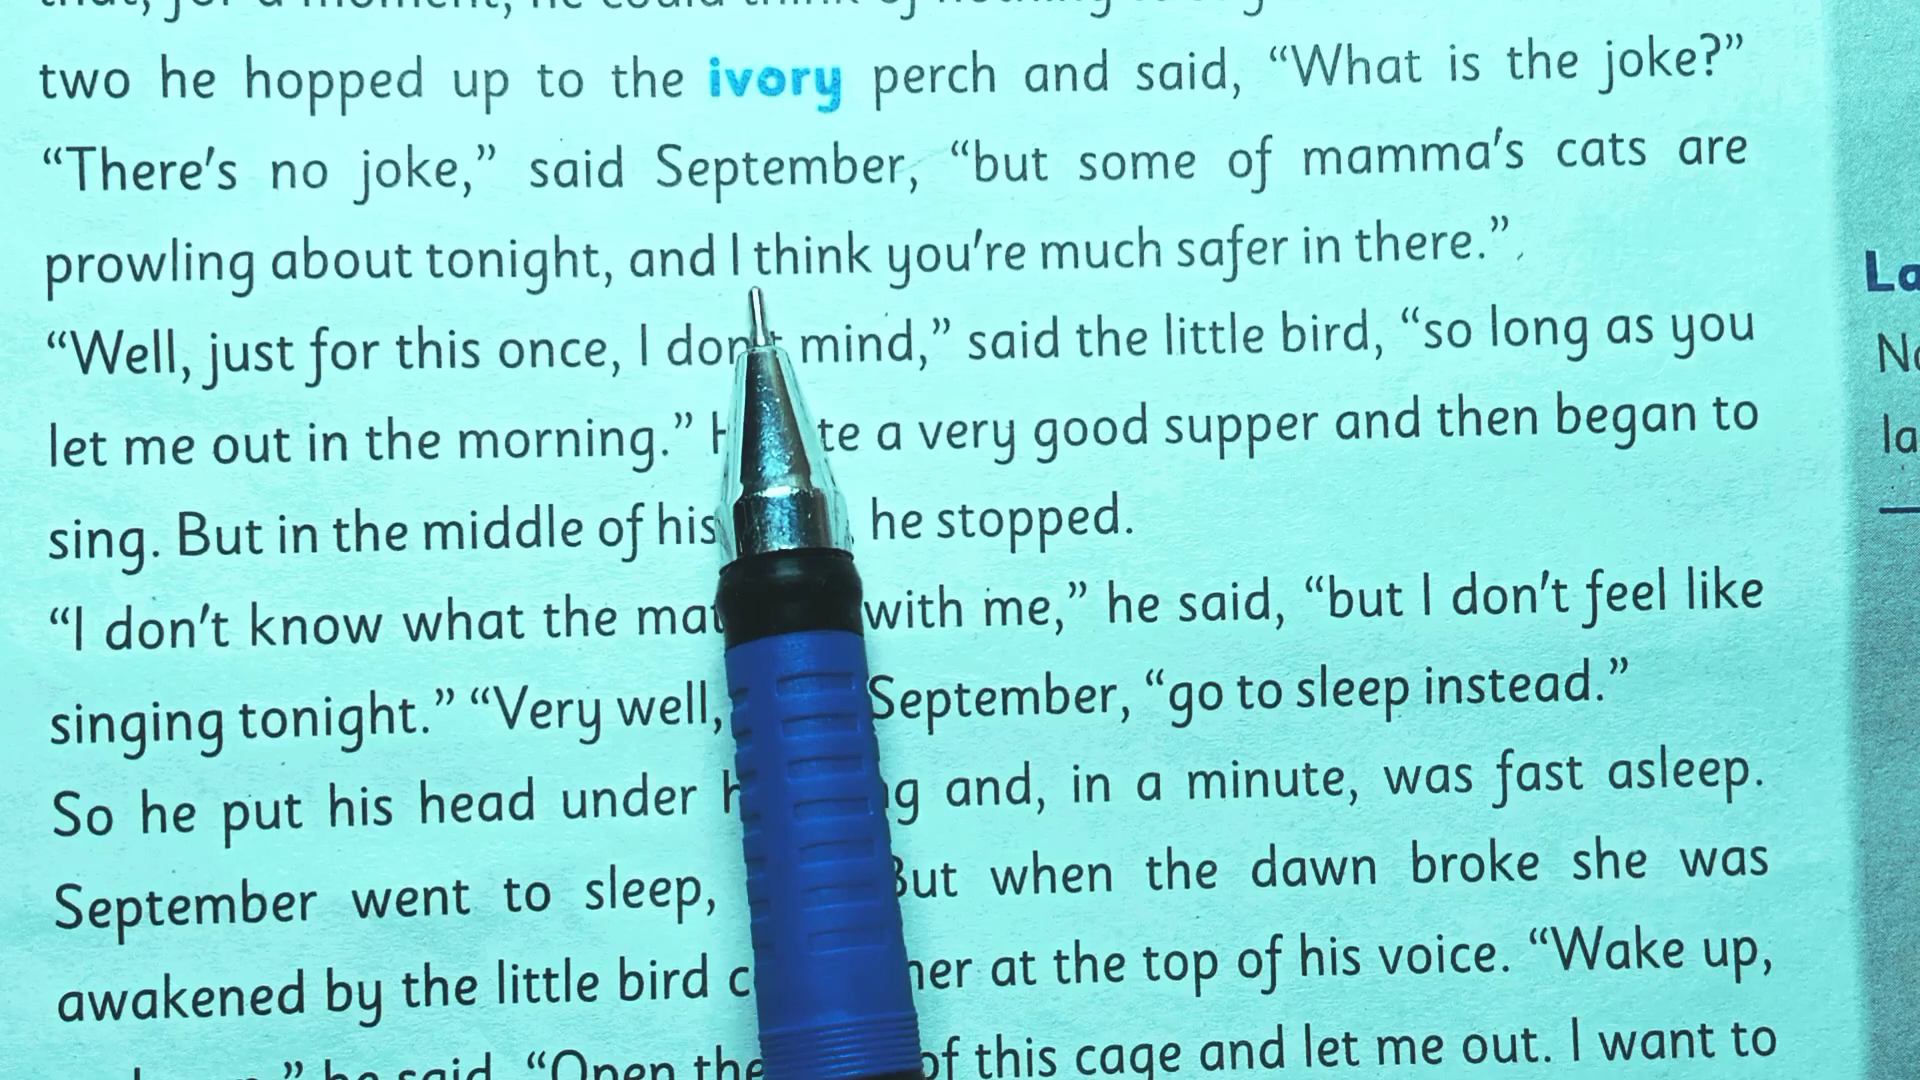 two he hopped up to the ivory perch and said, “What is the joke?”
“There’s no joke,” said September, “but some of mamma’s cats are
prowling about tonight, and I think you’re much safer in there.”
“Well, just for this once, I don’t mind,” said the little bird, “so long as you
let me out in the morning.” a very good supper and then began to
sing. But in the middle of his he stopped.
“I don’t know what the with me,” he said, “but I don’t feel like
singing tonight.” “Very well, September, “go to sleep instead.”
So he put his head under and, in a minute, was fast asleep.
September went to sleep, But when the dawn broke she was
awakened by the little bird her at the top of his voice. “Wake up,
he said. “Open the of this cage and let me out. I want to